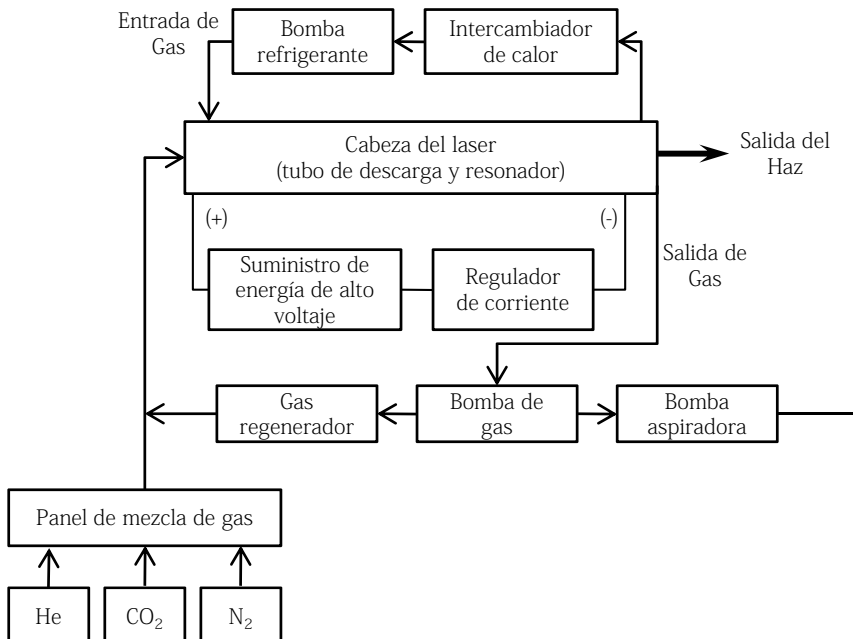 Entrada de
Gas
Bomba
refrigerante
Intercambiador
de calor
Cabeza del laser
(tubo de descarga y resonador)
Salida del
Haz
(+)
(-)
Suministro de
energía de alto
voltaje
Regulador
de corriente
Salida de
Gas
Gas
regenerador
Bomba de
gas
Bomba
aspiradora
Panel de mezcla de gas
He
CO₂
N₂